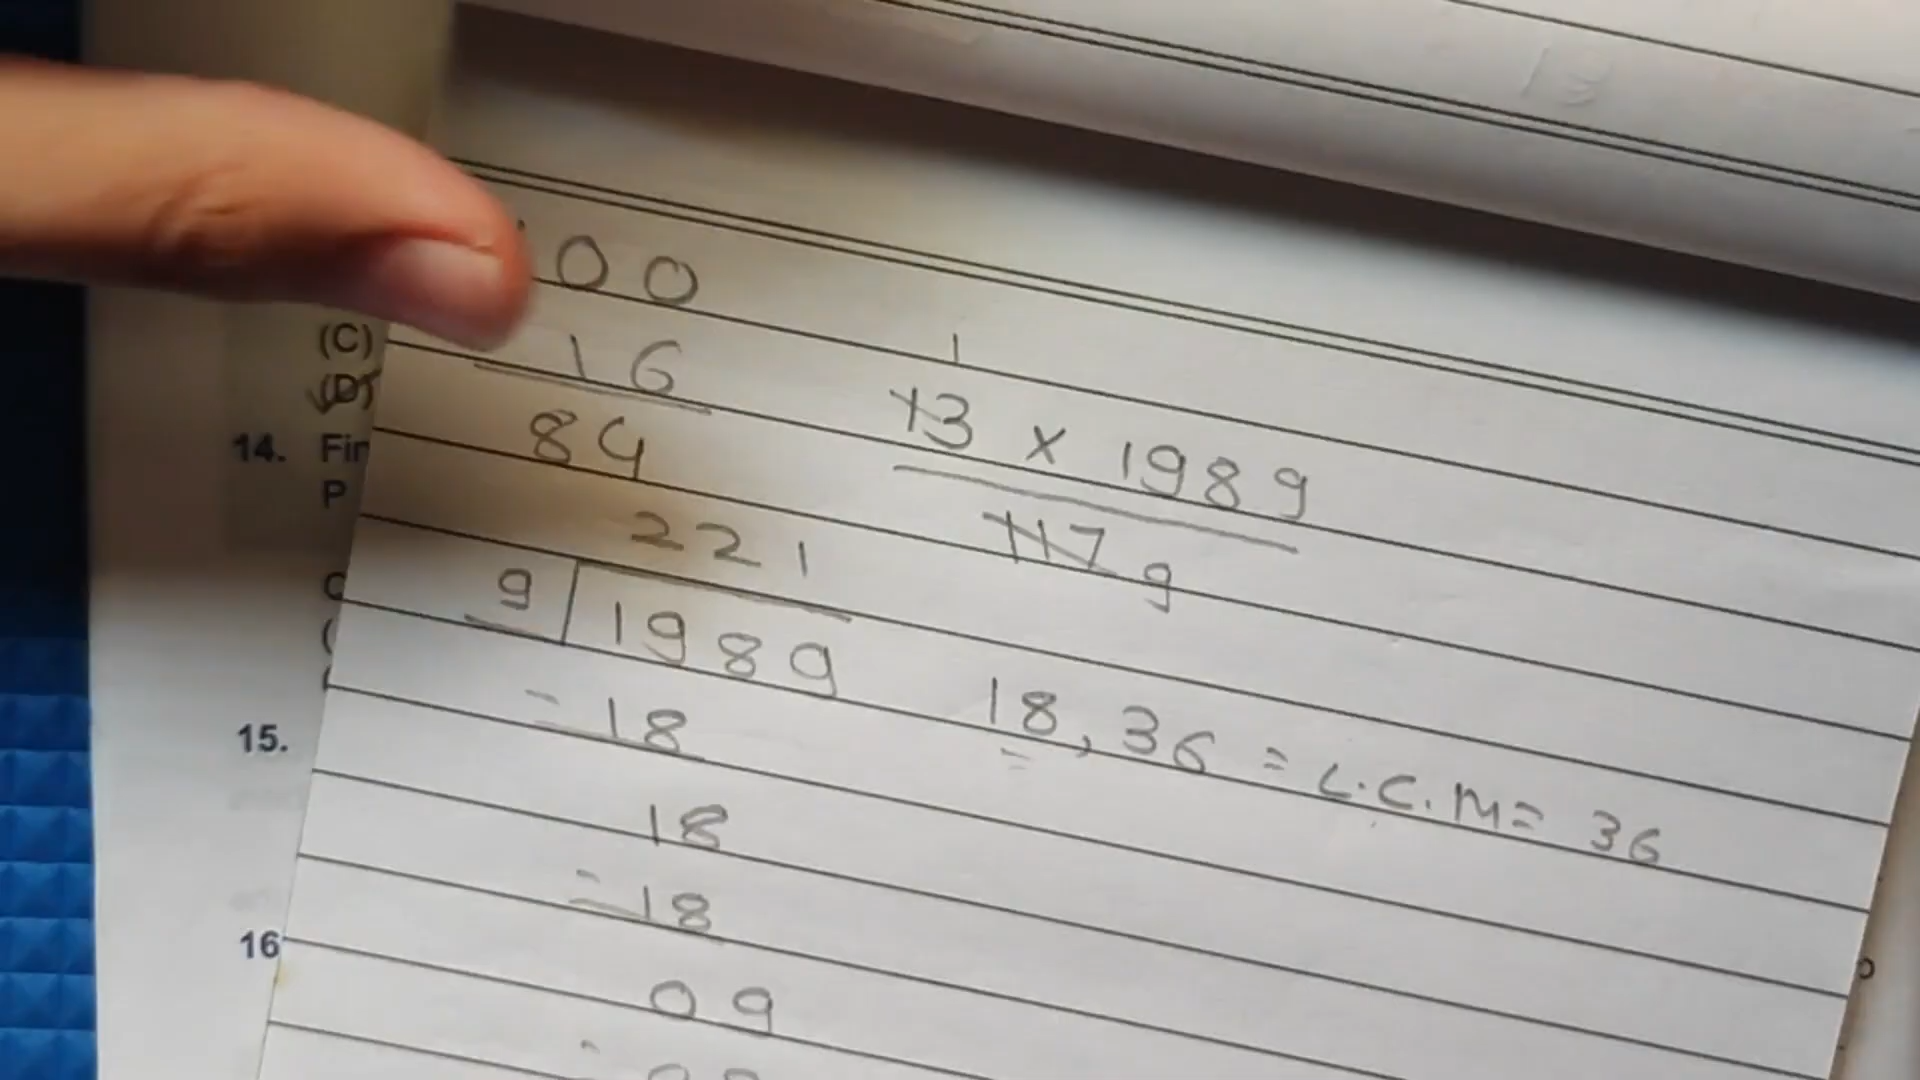 00
16
84
1
13 × 1989
117 9
221
9 1989
- 18
18
- 18
09
18, 36 = L.C.M = 36
(C)
(D)
14. Fin
P
15.
16